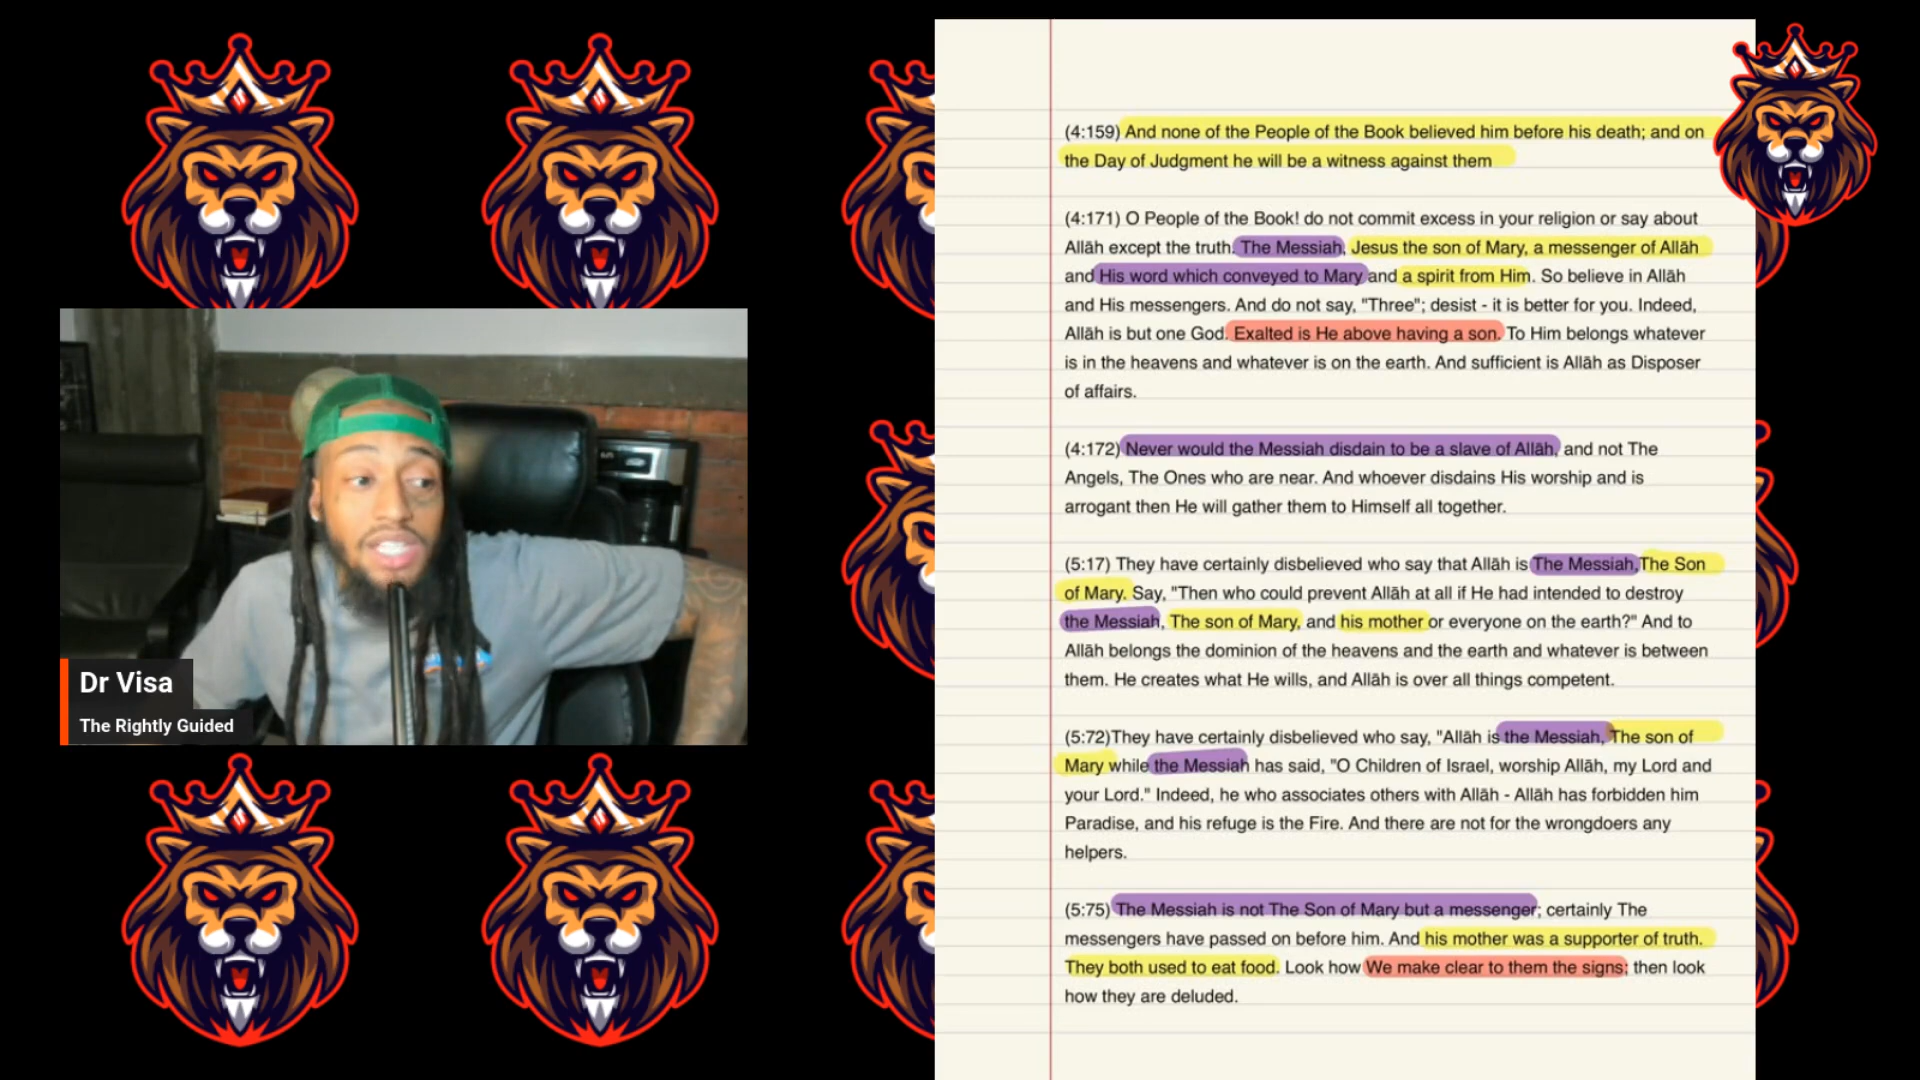 (4:159) And none of the People of the Book believed him before his death; and on
the Day of Judgment he will be a witness against them
(4:171) O People of the Book! do not commit excess in your religion or say about
Allāh except the truth. The Messiah, Jesus the son of Mary, a messenger of Allāh
and His word which conveyed to Mary and a spirit from Him. So believe in Allāh
and His messengers. And do not say, "Three"; desist - it is better for you. Indeed,
Allāh is but one God. Exalted is He above having a son. To Him belongs whatever
is in the heavens and whatever is on the earth. And sufficient is Allāh as Disposer
of affairs.
(4:172) Never would the Messiah disdain to be a slave of Allāh, and not The
Angels, The Ones who are near. And whoever disdains His worship and is
arrogant then He will gather them to Himself all together.
(5:17) They have certainly disbelieved who say that Allāh is The Messiah,The Son
of Mary. Say, "Then who could prevent Allāh at all if He had intended to destroy
the Messiah, The son of Mary, and his mother or everyone on the earth?" And to
Allāh belongs the dominion of the heavens and the earth and whatever is between
them. He creates what He wills, and Allāh is over all things competent.
(5:72)They have certainly disbelieved who say, "Allāh is the Messiah, The son of
Mary while the Messiah has said, "O Children of Israel, worship Allāh, my Lord and
your Lord." Indeed, he who associates others with Allāh - Allāh has forbidden him
Paradise, and his refuge is the Fire. And there are not for the wrongdoers any
helpers.
(5:75) The Messiah is not The Son of Mary but a messenger; certainly The
messengers have passed on before him. And his mother was a supporter of truth.
They both used to eat food. Look how We make clear to them the signs; then look
how they are deluded.
Dr Visa
The Rightly Guided